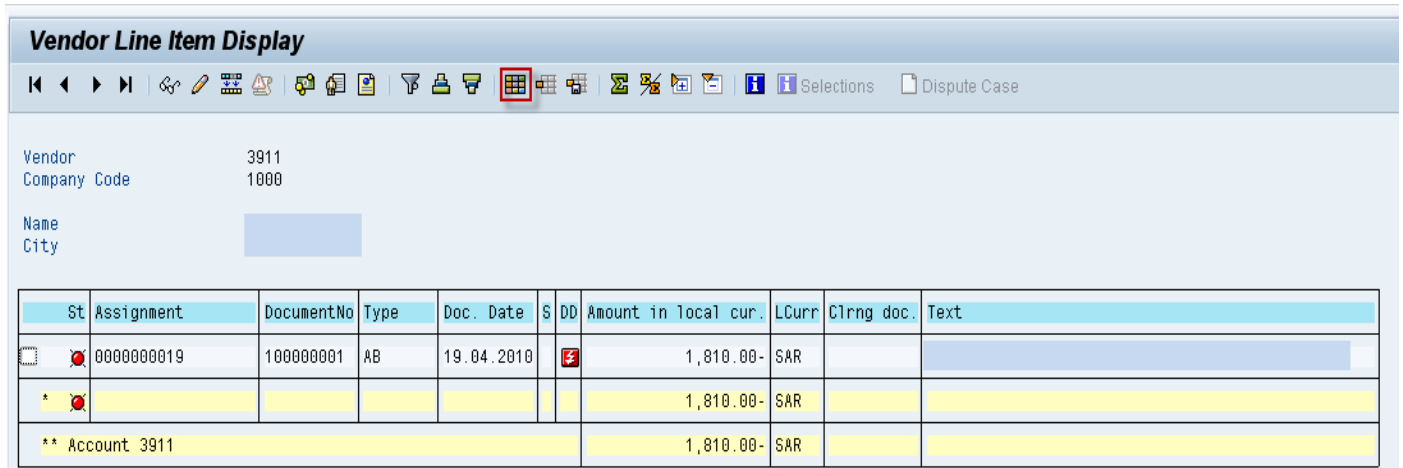 Vendor Line Item Display
Selections Dispute Case
Vendor 3911
Company Code 1000
Name
City
St Assignment DocumentNo Type Doc. Date S DD Amount in local cur. LCurr Clrng doc. Text
0000000019 100000001 AB 19.04.2010 1,810.00- SAR
* 1,810.00- SAR
** Account 3911 1,810.00- SAR